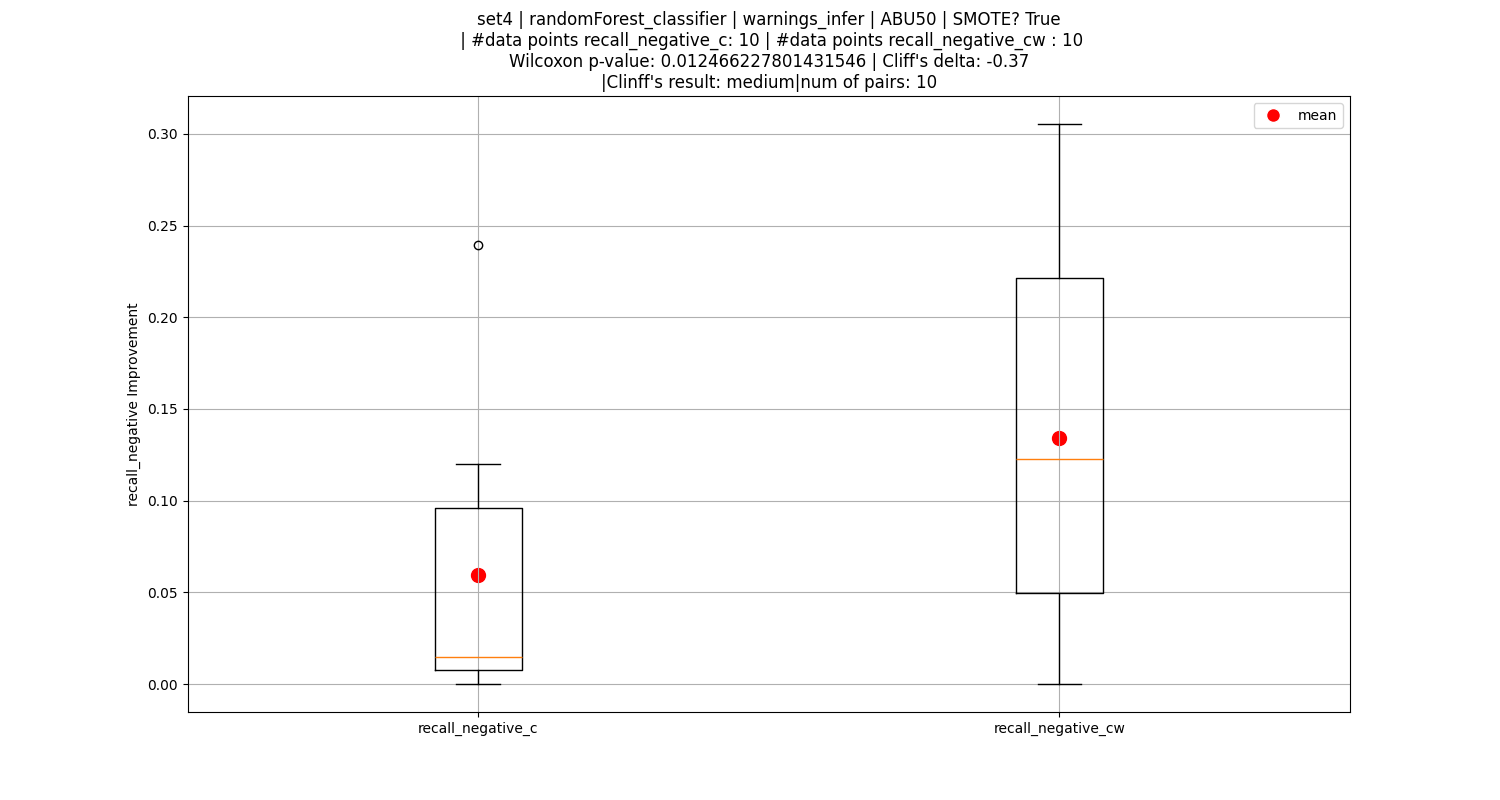 set4 | randomForest_classifier | warnings_infer | ABU50 | SMOTE? True
| #data points recall_negative_c: 10 | #data points recall_negative_cw : 10
Wilcoxon p-value: 0.012466227801431546 | Cliff's delta: -0.37
|Clinff's result: medium|num of pairs: 10
mean
0.30
0.25
0.20
0.15
0.10
0.05
0.00
recall_negative Improvement
recall_negative_c
recall_negative_cw